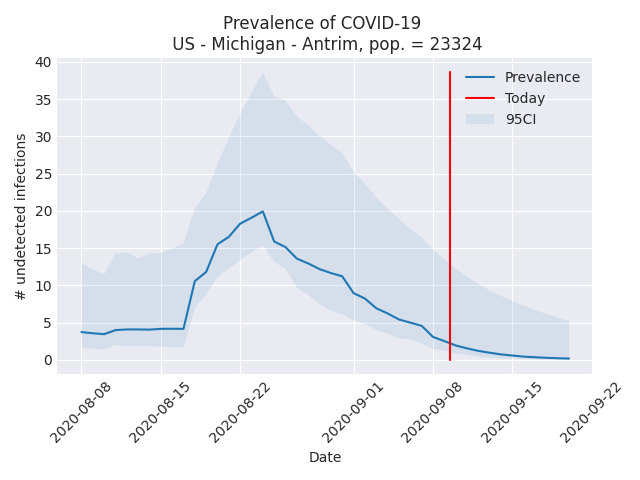 Prevalence of COVID-19
US - Michigan - Antrim, pop. = 23324
40
35
30
25
20
15
10
5
0
# undetected infections
Prevalence
Today
95CI
2020-08-08
2020-08-15
2020-08-22
2020-09-01
2020-09-08
2020-09-15
2020-09-22
Date